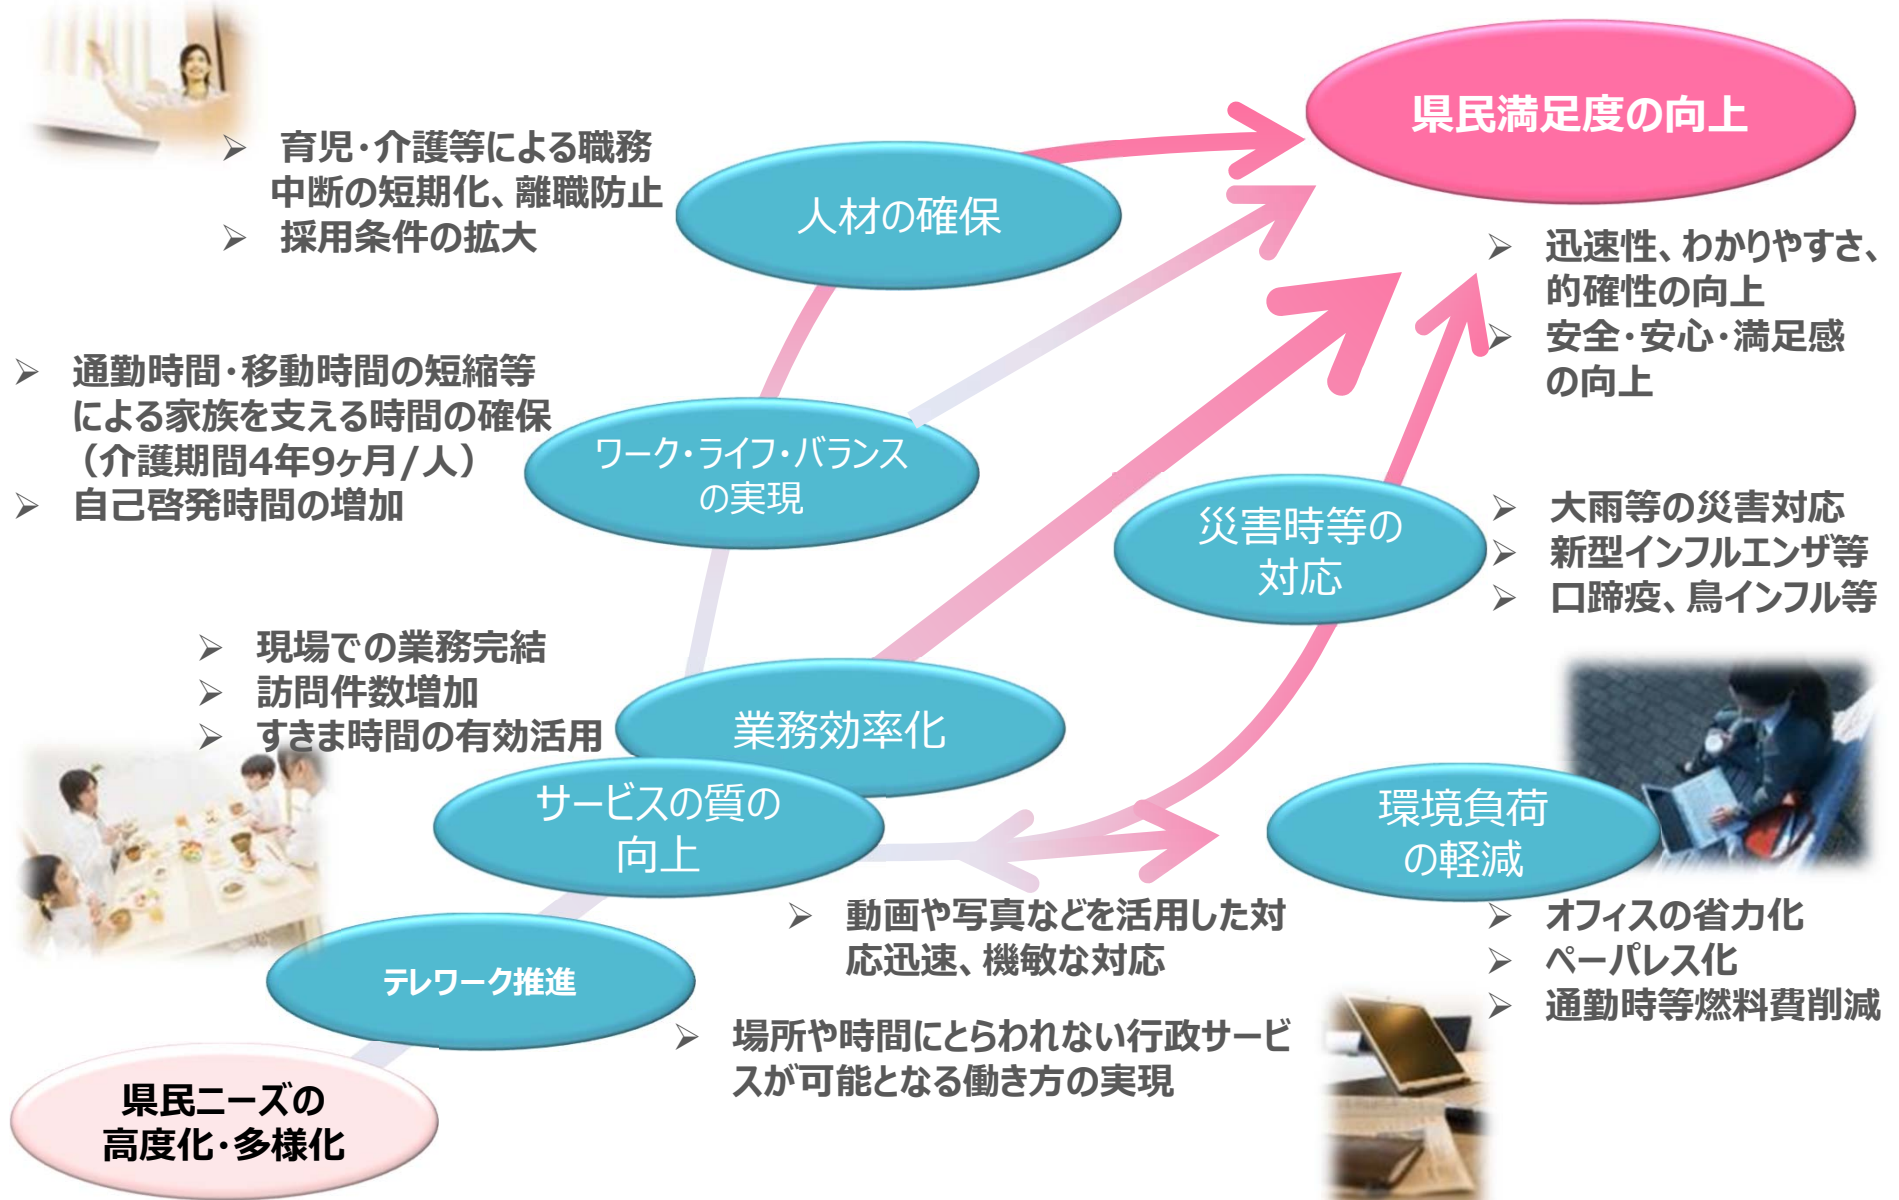 県民満足度の向上
➢ 育児・介護等による職務
中断の短期化、離職防止
➢ 採用条件の拡大
人材の確保
➢ 迅速性、わかりやすさ、
的確性の向上
➢ 安全・安心・満足感
の向上
➢ 通勤時間・移動時間の短縮等
による家族を支える時間の確保
（介護期間4年9ヶ月/人）
➢ 自己啓発時間の増加
ワーク・ライフ・バランス
の実現
災害時等の
対応
➢ 大雨等の災害対応
➢ 新型インフルエンザ等
➢ 口蹄疫、鳥インフル等
➢ 現場での業務完結
➢ 訪問件数増加
➢ すきま時間の有効活用
業務効率化
サービスの質の
向上
環境負荷
の軽減
➢ 動画や写真などを活用した対
応迅速、機敏な対応
➢ オフィスの省力化
➢ ペーパレス化
➢ 通勤時等燃料費削減
テレワーク推進
➢ 場所や時間にとらわれない行政サービ
スが可能となる働き方の実現
県民ニーズの
高度化・多様化